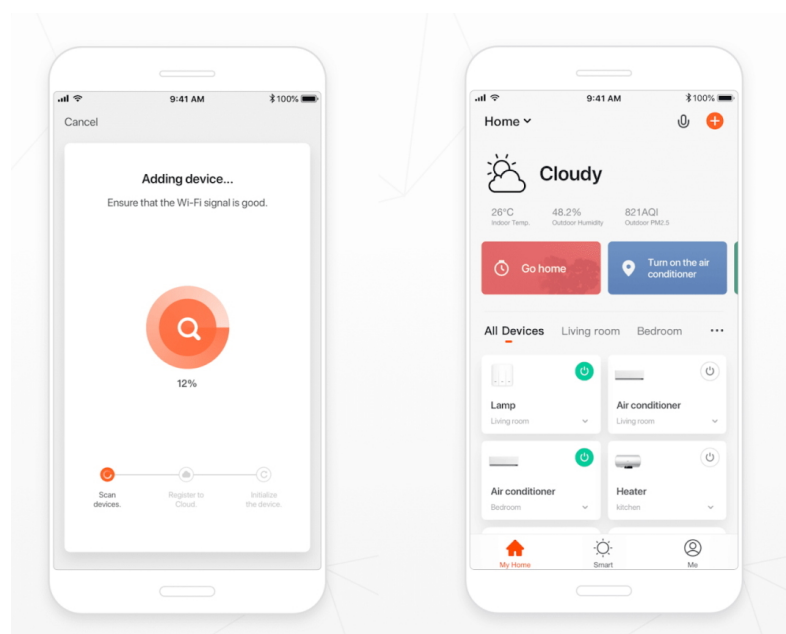 9:41 AM
100%
Cancel
Adding device...
Ensure that the Wi-Fi signal is good.
12%
Scan
devices.
Register to
Cloud.
Initialize
the device.
9:41 AM
100%
Home
Cloudy
26°C
48.2%
821AQI
Indoor Temp.
Outdoor Humidity
Outdoor PM2.5
Go home
Turn on the air
conditioner
All Devices
Living room
Bedroom
Lamp
Living room
Air conditioner
Living room
Air conditioner
Bedroom
Heater
kitchen
My Home
Smart
Me